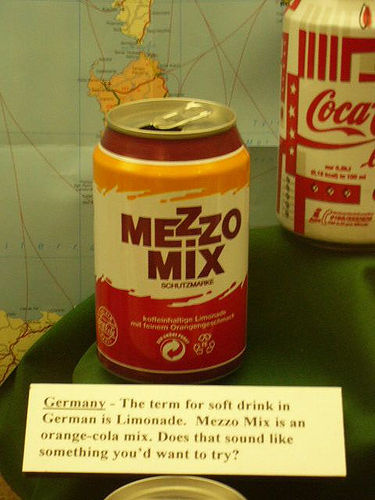 MEZZO
MIX
SCHUTZMARKE
koffeinhaltige Limonade
mit feinem Orangengeschmack
Coca
Germany - The term for soft drink in
German is Limonade. Mezzo Mix is an
orange-cola mix. Does that sound like
something you'd want to try?